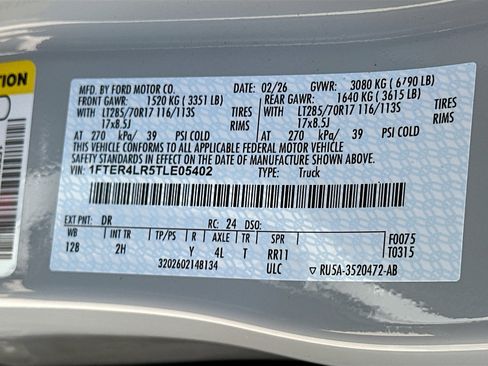 TION
MFD. BY FORD MOTOR CO.
DATE: 02/26 GVWR: 3080 KG ( 6790 LB)
FRONT GAWR: 1520 KG ( 3351 LB) REAR GAWR: 1640 KG ( 3615 LB)
WITH LT285/70R17 116/113S TIRES WITH LT285/70R17 116/113S TIRES
17x8.5J RIMS 17x8.5J RIMS
AT 270 kPa/ 39 PSI COLD AT 270 kPa/ 39 PSI COLD
THIS VEHICLE CONFORMS TO ALL APPLICABLE FEDERAL MOTOR VEHICLE
SAFETY STANDARDS IN EFFECT ON THE DATE OF MANUFACTURE SHOWN ABOVE.
VIN: 1FTER4LR5TLE05402 TYPE: Truck
EXT PNT: DR RC: 24 DSO: F0075
WB INT TR TP/PS R AXLE TR SPR T0315
128 2H Y 4L T RR11
3202602148134 ULC ▽ RU5A-3520472-AB